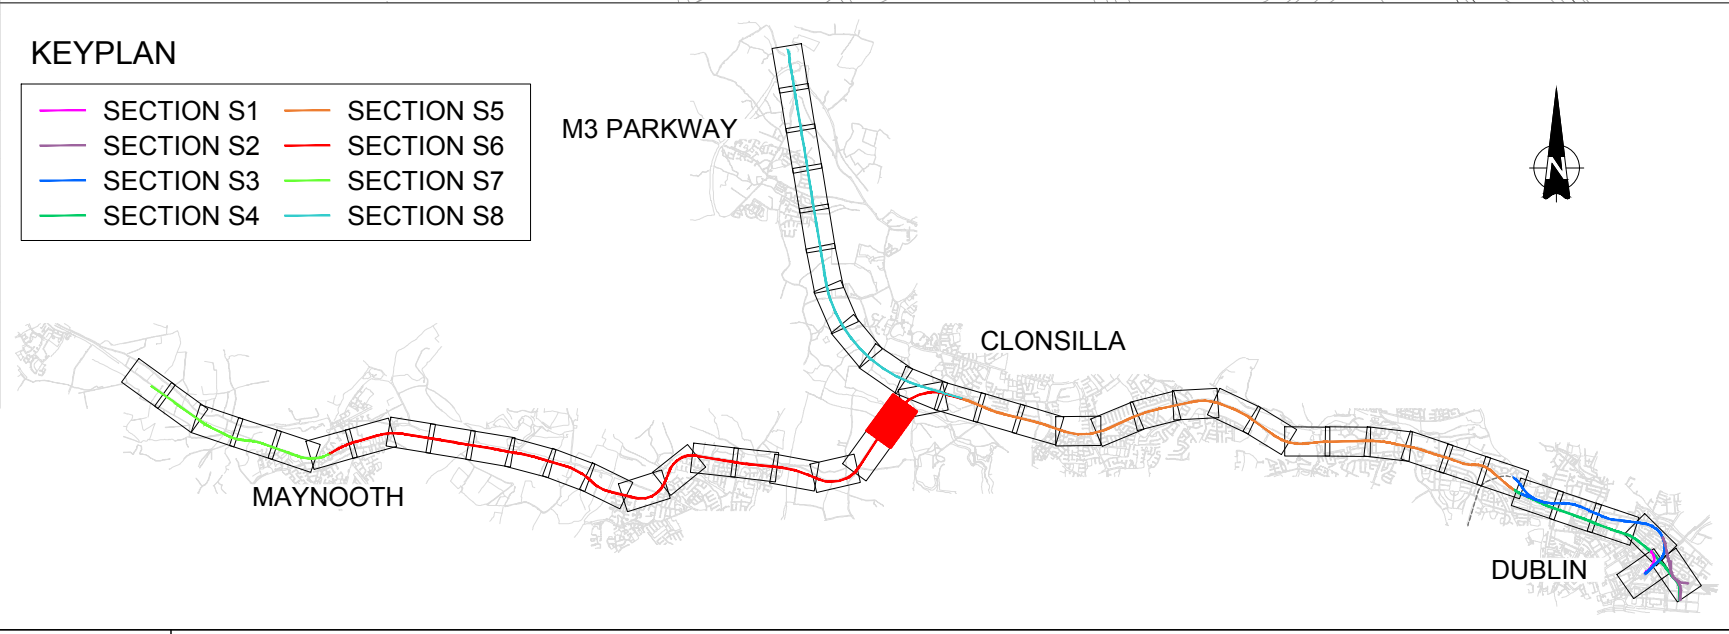 KEYPLAN
SECTION S1
SECTION S2
SECTION S3
SECTION S4
SECTION S5
SECTION S6
SECTION S7
SECTION S8
M3 PARKWAY
N
CLONSILLA
MAYNOOTH
DUBLIN